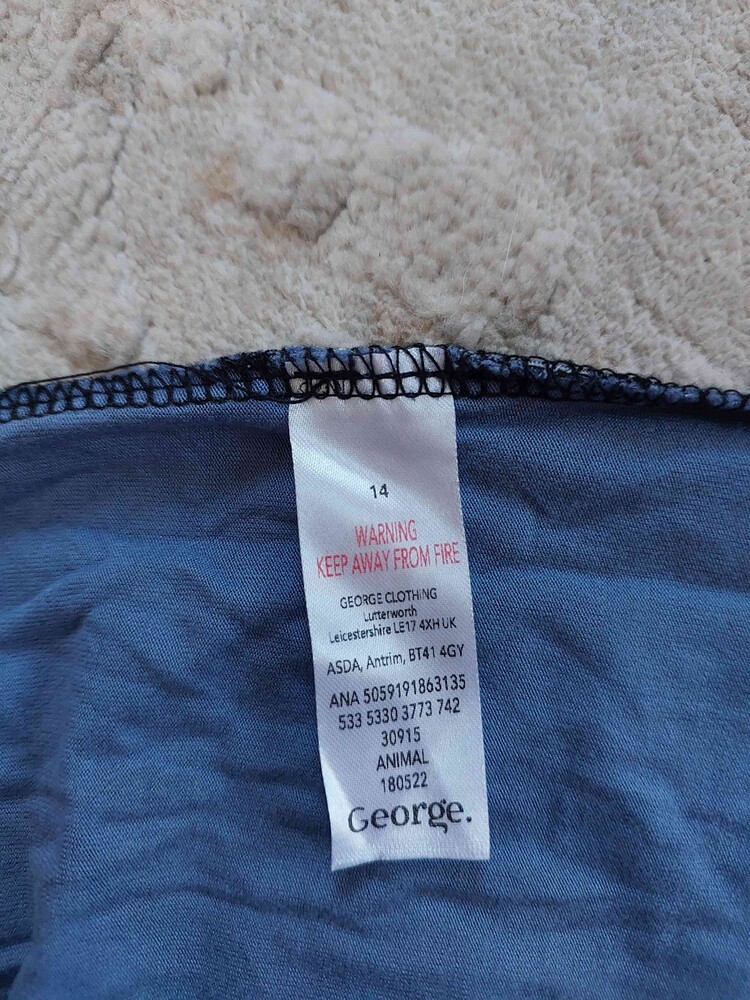 14
WARNING
KEEP AWAY FROM FIRE
GEORGE CLOTHING
Lutterworth
Leicestershire LE17 4XH UK
ASDA, Antrim, BT41 4GY
ANA 5059191863135
533 5330 3773 742
30915
ANIMAL
180522
George.